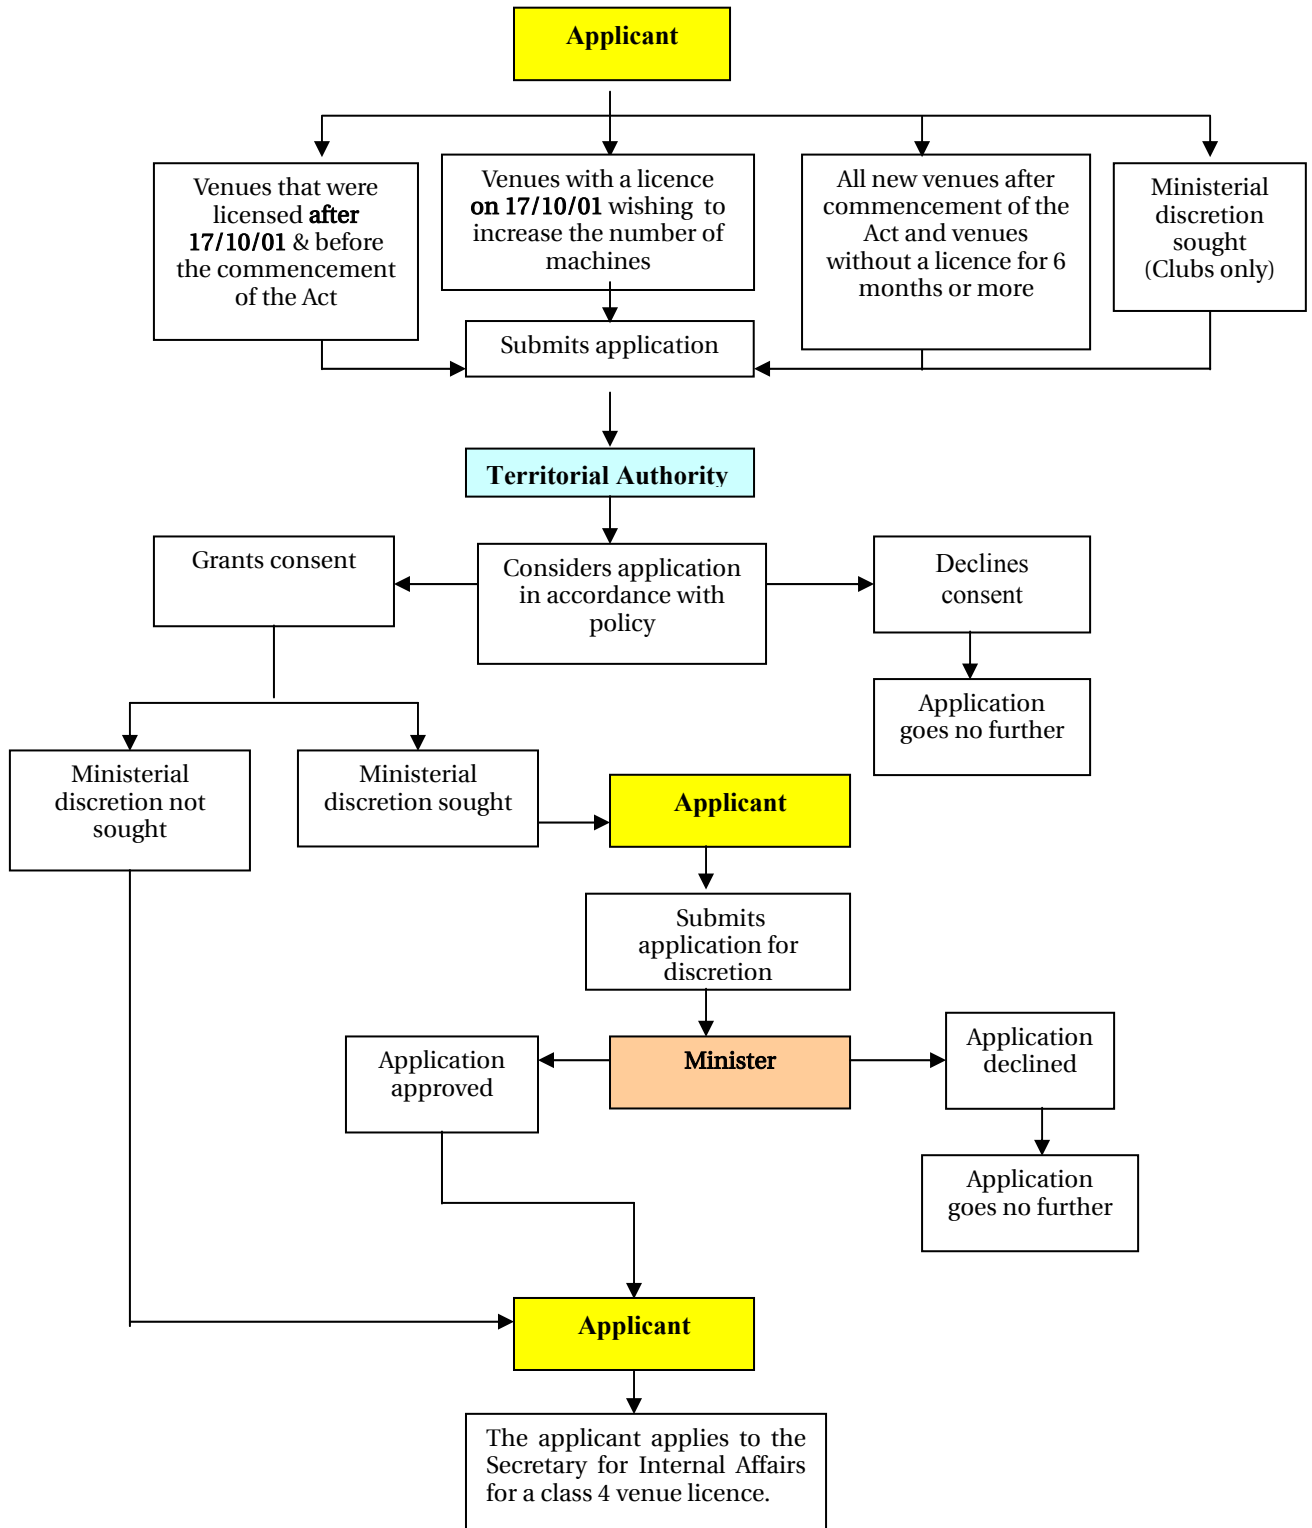 Applicant
Venues that were
licensed after
17/10/01 & before
the commencement
of the Act
Venues with a licence
on 17/10/01 wishing to
increase the number of
machines
All new venues after
commencement of the
Act and venues
without a licence for 6
months or more
Ministerial
discretion
sought
(Clubs only)
Submits application
Territorial Authority
Grants consent
Considers application
in accordance with
policy
Declines
consent
Application
goes no further
Ministerial
discretion not
sought
Ministerial
discretion sought
Applicant
Submits
application for
discretion
Application
approved
Minister
Application
declined
Application
goes no further
Applicant
The applicant applies to the
Secretary for Internal Affairs
for a class 4 venue licence.